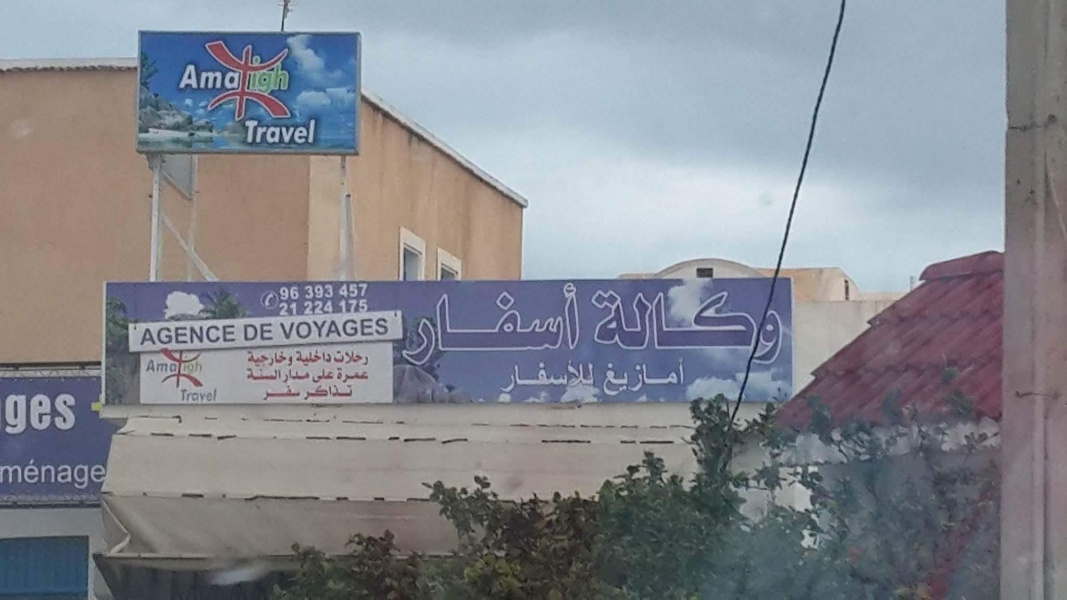 Amazigh
Travel
96 393 457
21 224 175
AGENCE DE VOYAGES
وكالة أسفار
أمازيغ للأسفار
Amazigh
Travel
رحلات داخلية وخارجية
عمرة على مدار السنة
تذاكر سفر
ges
ménage